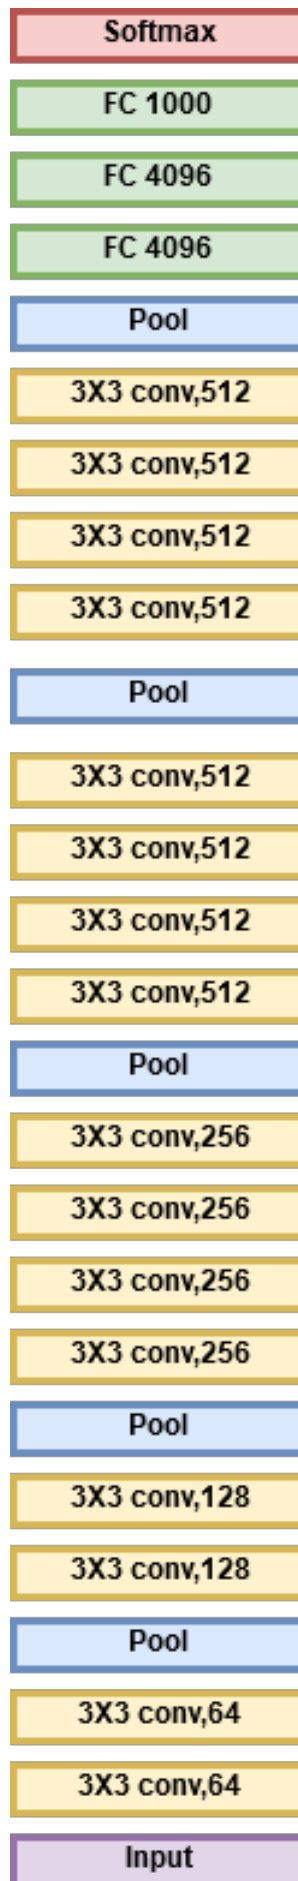 Softmax
FC 1000
FC 4096
FC 4096
Pool
3X3 conv,512
3X3 conv,512
3X3 conv,512
3X3 conv,512
Pool
3X3 conv,512
3X3 conv,512
3X3 conv,512
3X3 conv,512
Pool
3X3 conv,256
3X3 conv,256
3X3 conv,256
3X3 conv,256
Pool
3X3 conv,128
3X3 conv,128
Pool
3X3 conv,64
3X3 conv,64
Input